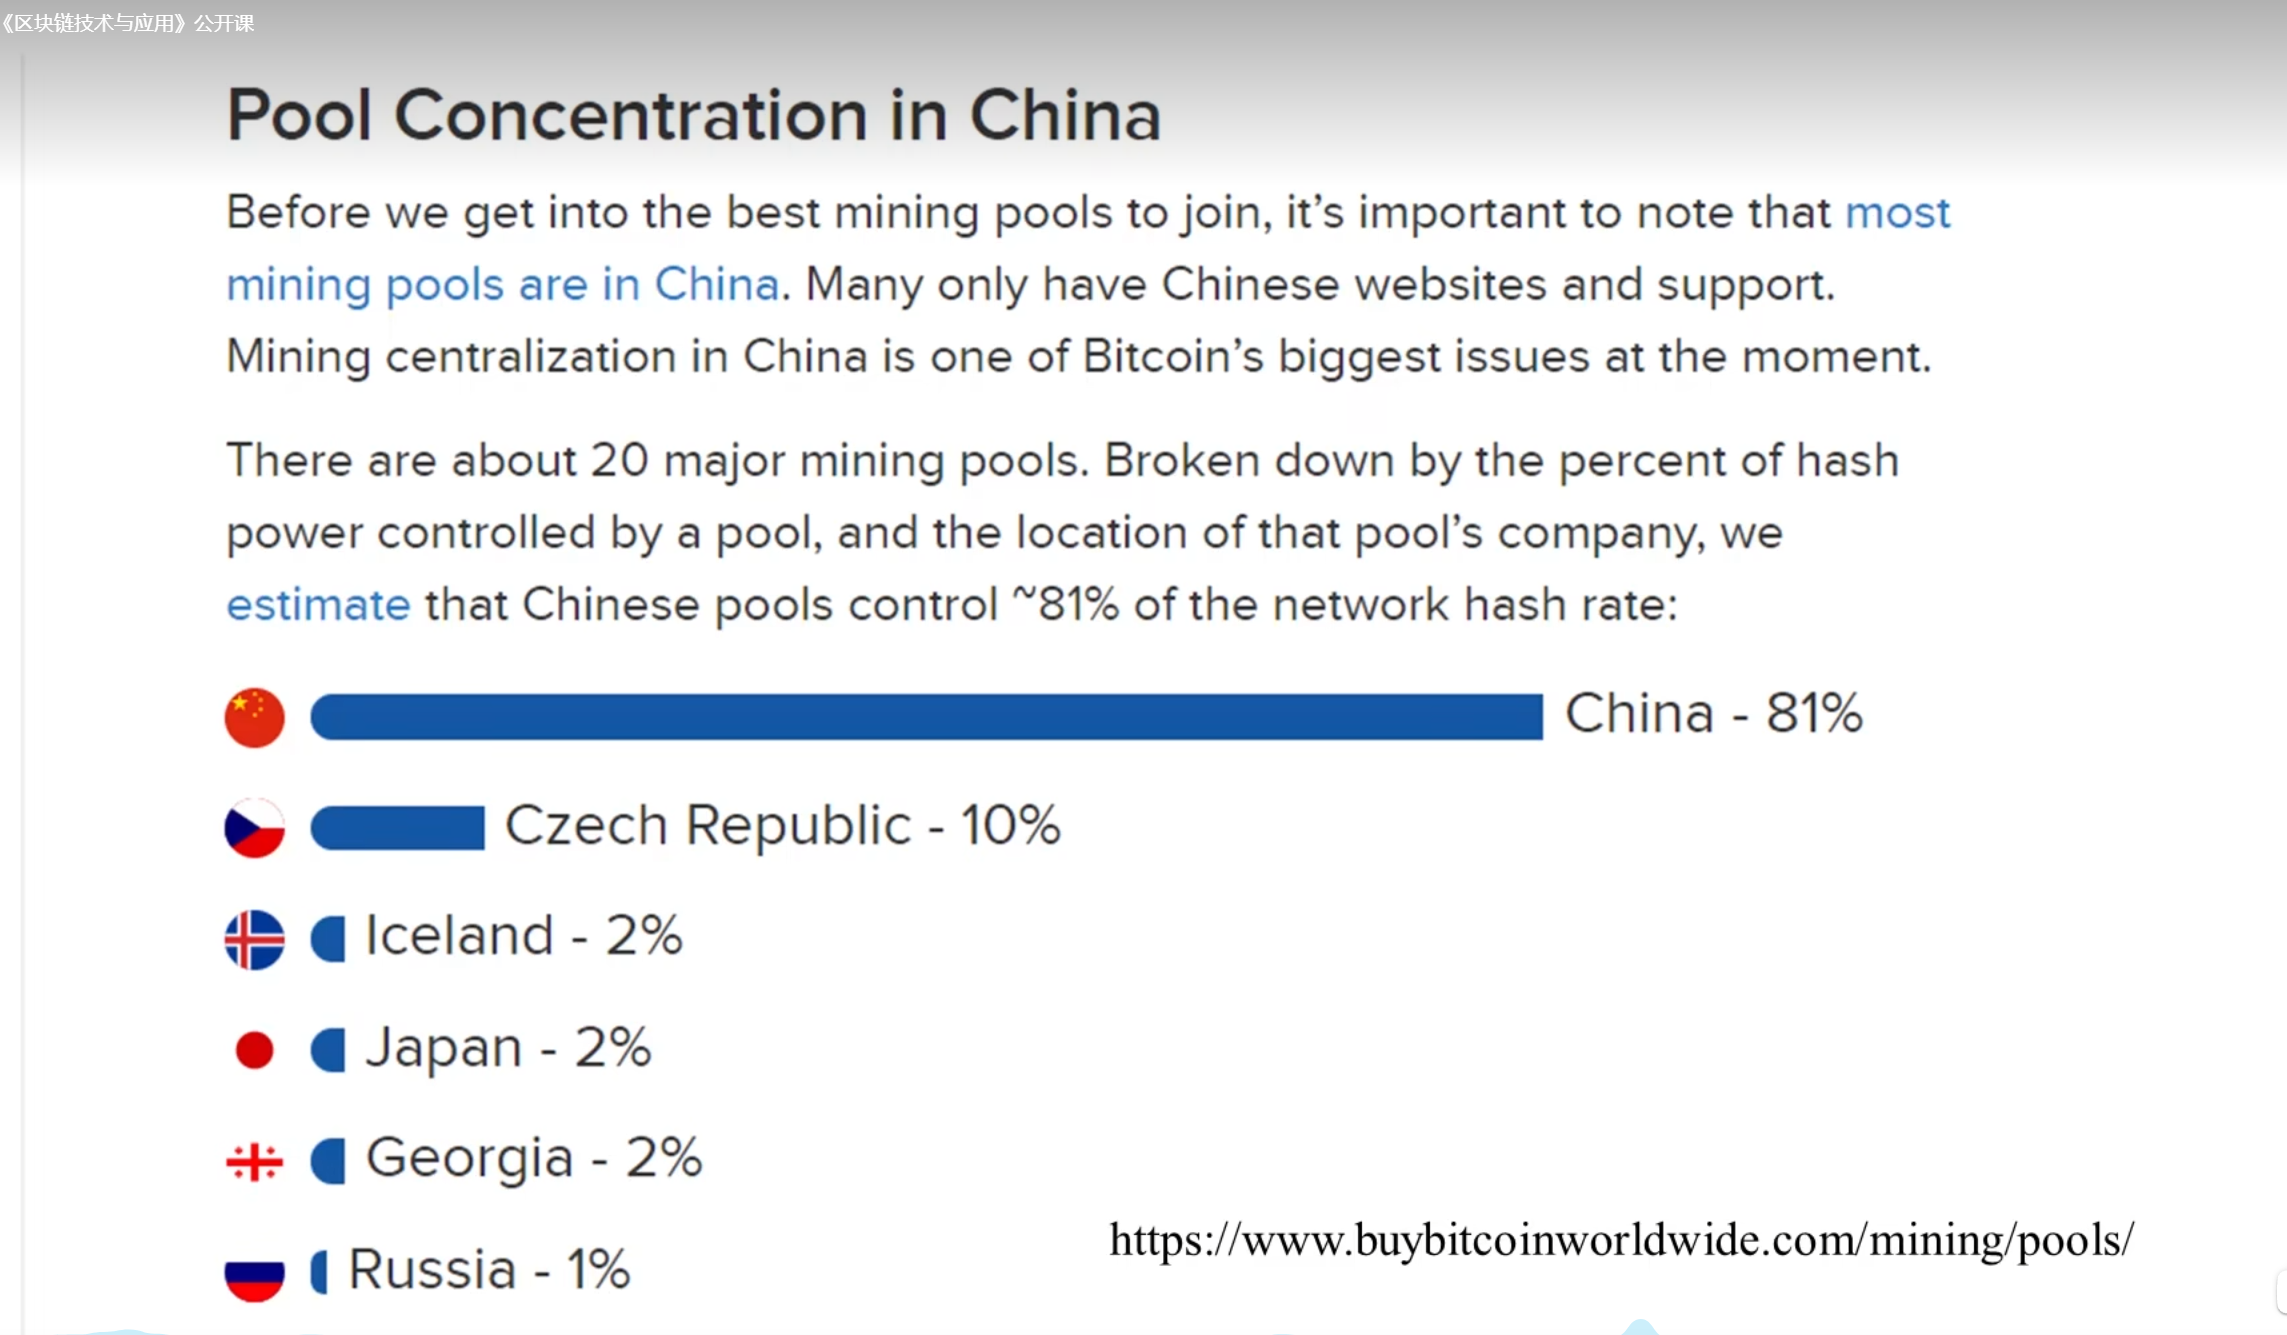 《区块链技术与应用》公开课
Pool Concentration in China
Before we get into the best mining pools to join, it’s important to note that most
mining pools are in China. Many only have Chinese websites and support.
Mining centralization in China is one of Bitcoin’s biggest issues at the moment.
There are about 20 major mining pools. Broken down by the percent of hash
power controlled by a pool, and the location of that pool’s company, we
estimate that Chinese pools control ~81% of the network hash rate:
China - 81%
Czech Republic - 10%
Iceland - 2%
Japan - 2%
Georgia - 2%
https://www.buybitcoinworldwide.com/mining/pools/
Russia - 1%